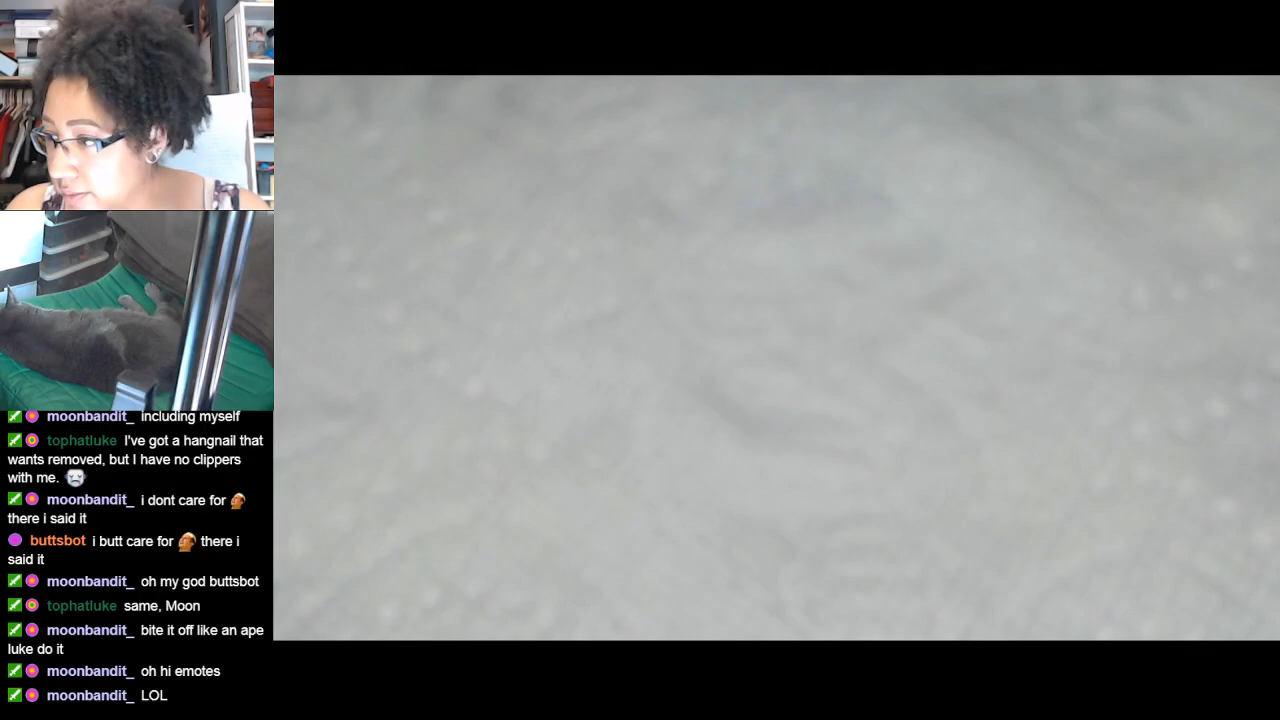 moonbandit_ including myself
tophatluke I've got a hangnail that
wants removed, but I have no clippers
with me.
moonbandit_ i dont care for
there i said it
buttsbot i butt care for there i
said it
moonbandit_ oh my god buttsbot
tophatluke same, Moon
moonbandit_ bite it off like an ape
luke do it
moonbandit_ oh hi emotes
moonbandit_ LOL